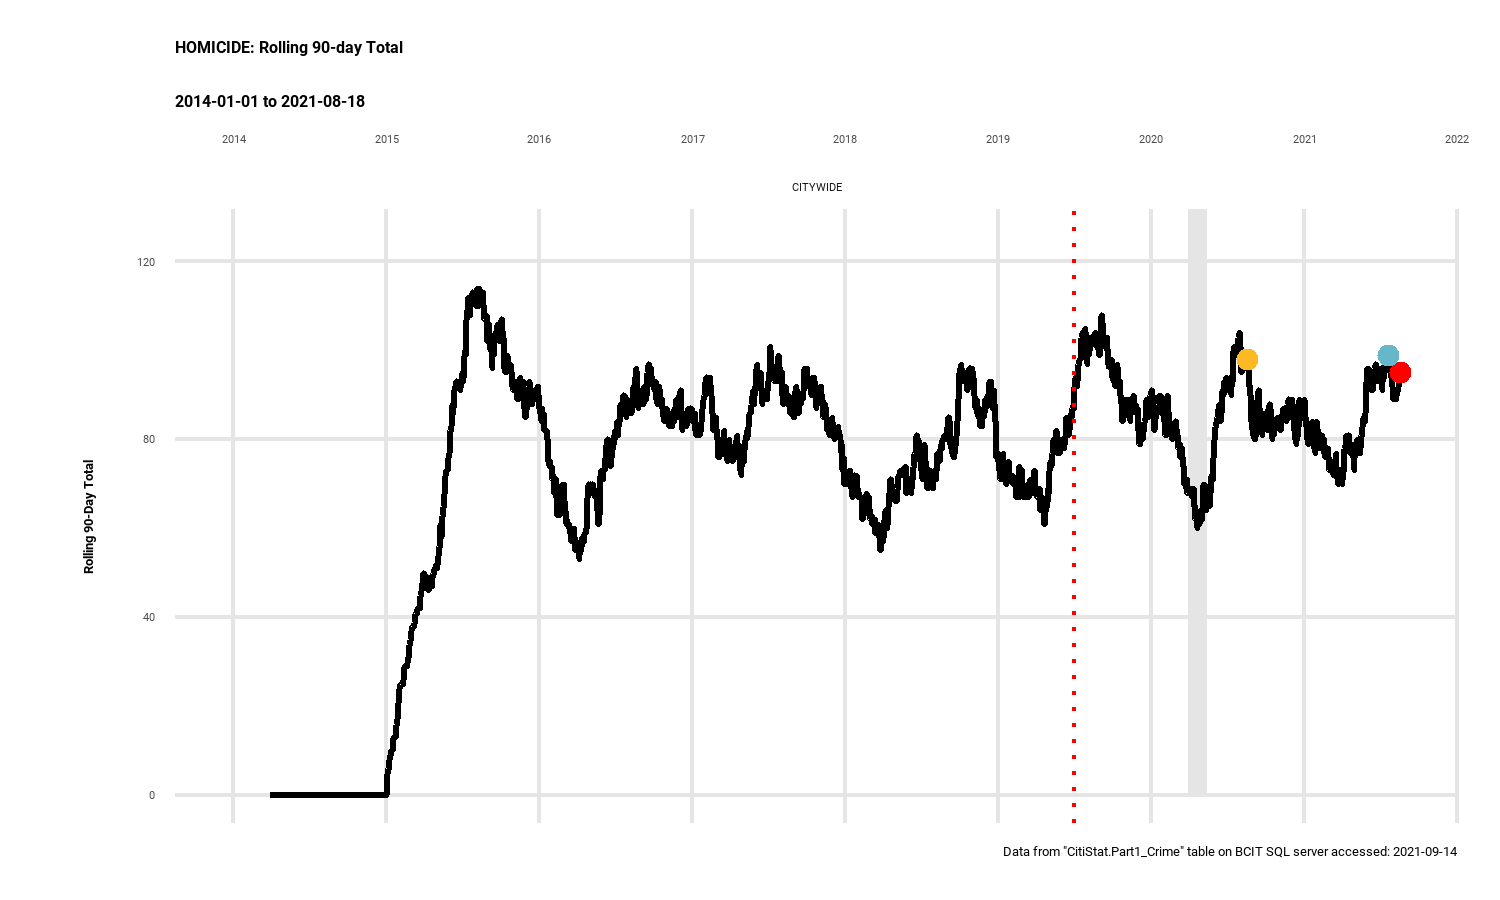 HOMICIDE: Rolling 90-day Total
2014-01-01 to 2021-08-18
2014 2015 2016 2017 2018 2019 2020 2021 2022
CITYWIDE
120
80
40
0
Rolling 90-Day Total
Data from "CitiStat.Part1_Crime" table on BCIT SQL server accessed: 2021-09-14